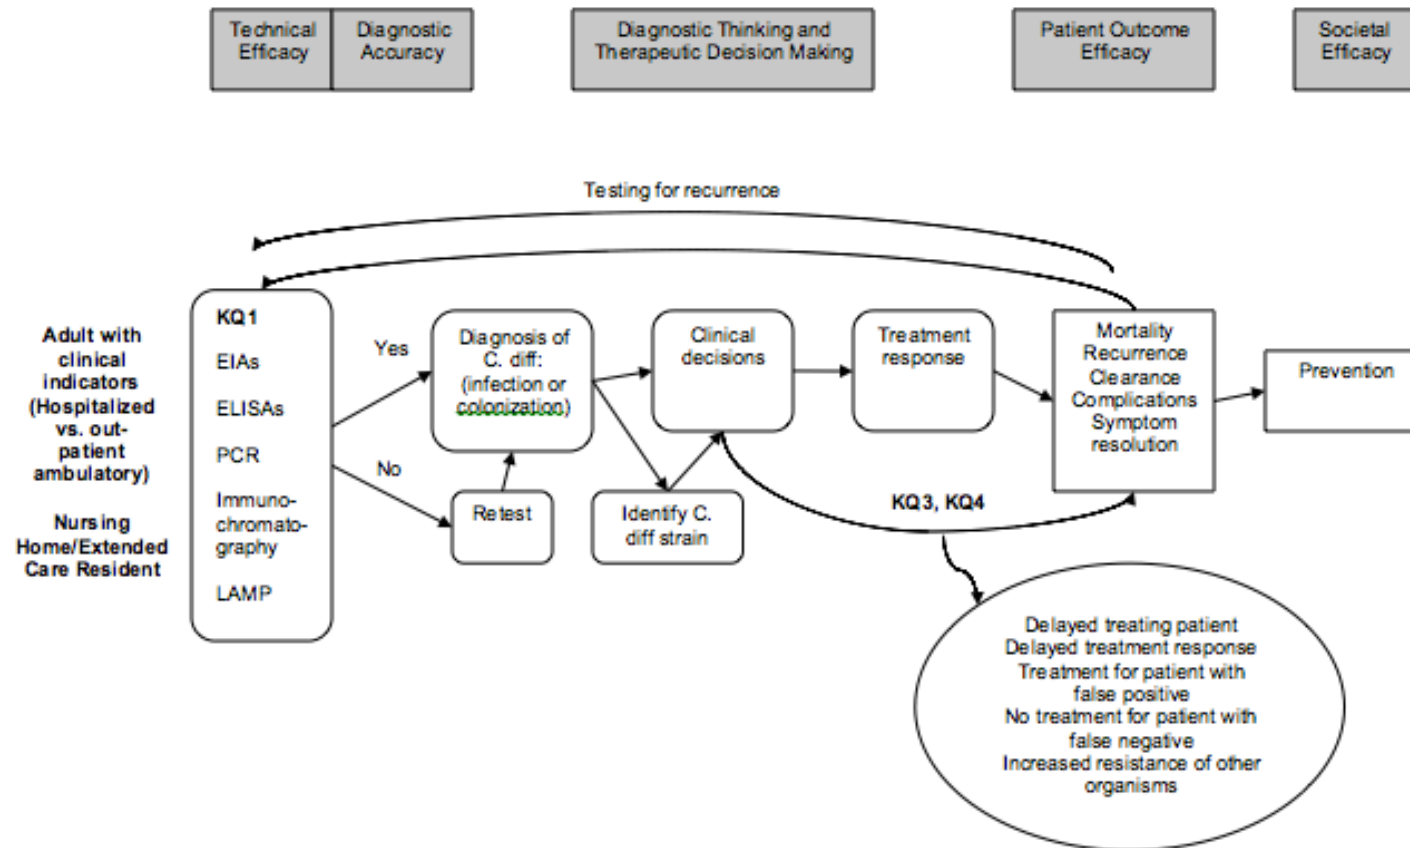 Technical
Efficacy
Diagnostic
Accuracy
Diagnostic Thinking and
Therapeutic Decision Making
Patient Outcome
Efficacy
Societal
Efficacy
Testing for recurrence
Adult with
clinical
indicators
(Hospitalized
vs. out-
patient
ambulatory)
Nursing
Home/Extended
Care Resident
KQ1
EIAs
ELISAs
PCR
Immuno-
chromato-
graphy
LAMP
Yes
No
Diagnosis of
C. diff:
(infection or
colonization)
Retest
Clinical
decisions
Identify C.
diff strain
Treatment
response
KQ3, KQ4
Mortality
Recurrence
Clearance
Complications
Symptom
resolution
Prevention
Delayed treating patient
Delayed treatment response
Treatment for patient with
false positive
No treatment for patient with
false negative
Increased resistance of other
organisms